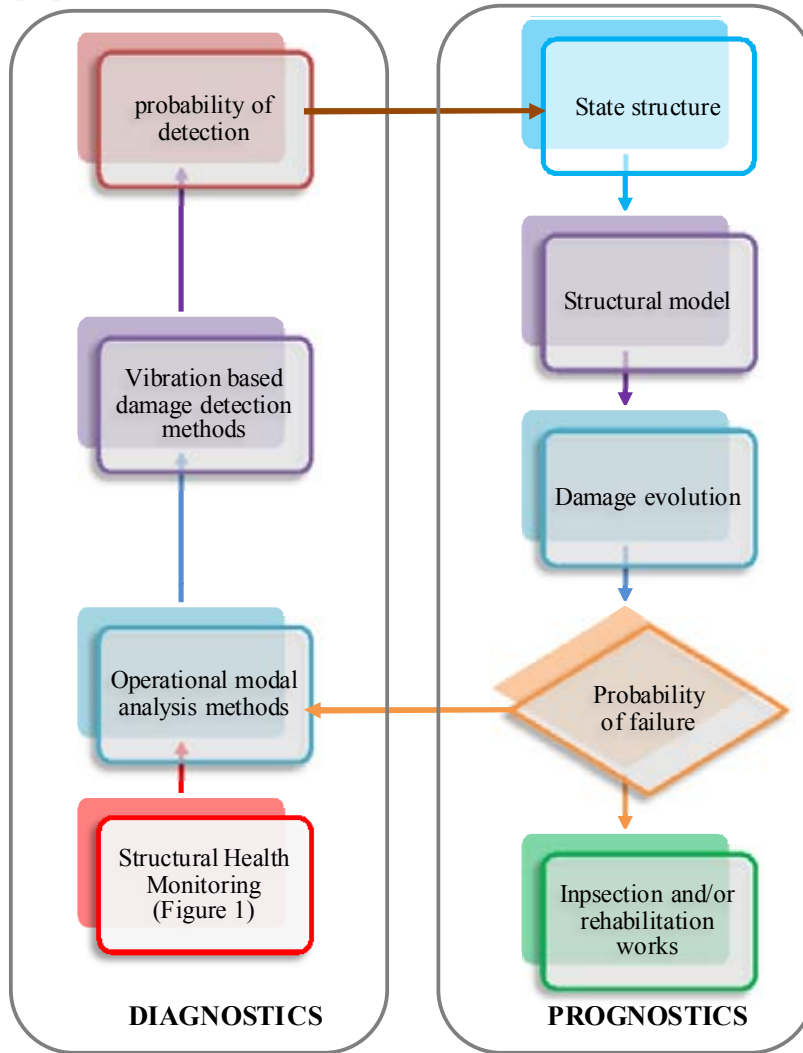 probability of
detection
Vibration based
damage detection
methods
Operational modal
analysis methods
Structural Health
Monitoring
(Figure 1)
DIAGNOSTICS
State structure
Structural model
Damage evolution
Probability
of failure
Inpsection and/or
rehabilitation
works
PROGNOSTICS